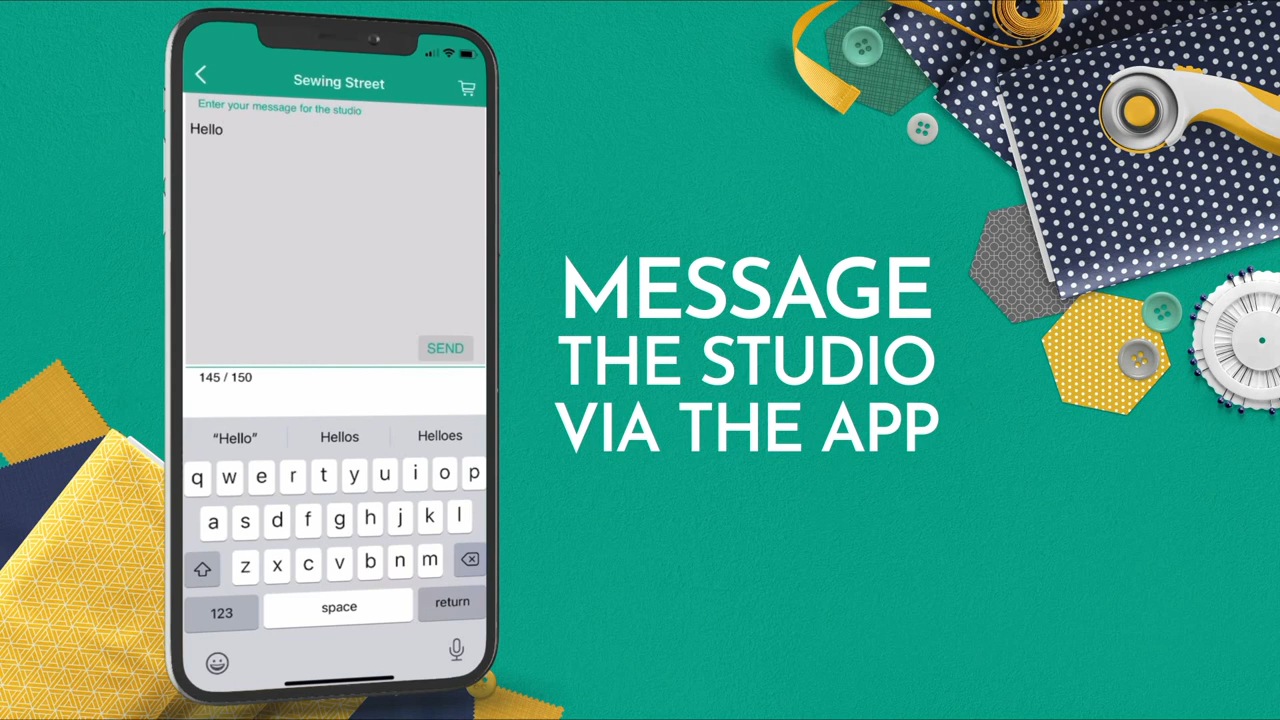 Sewing Street
Enter your message for the studio
Hello
SEND
145 / 150
“Hello” Hellos Helloes
q w e r t y u i o p
a s d f g h j k l
z x c v b n m
123 space return
MESSAGE
THE STUDIO
VIA THE APP